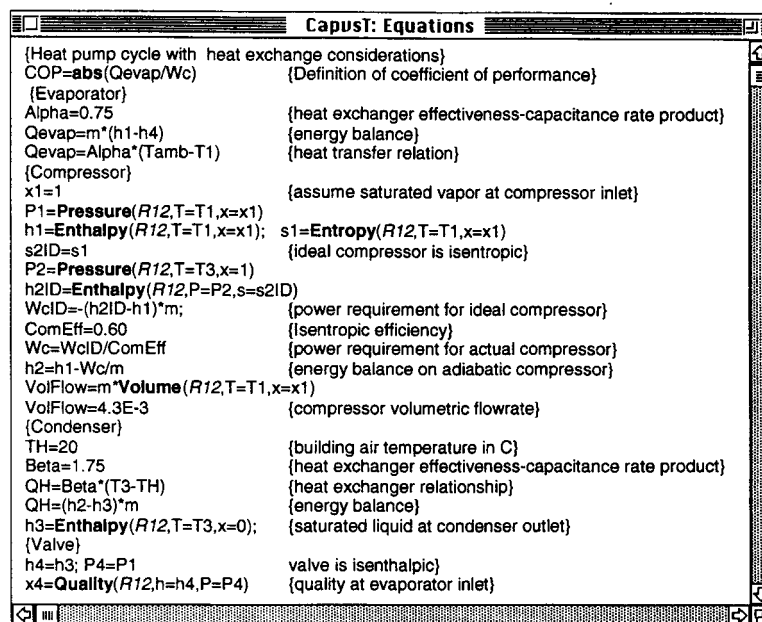 CapvsT: Equations
{Heat pump cycle with heat exchange considerations}
COP=abs(Qevap/Wc) {Definition of coefficient of performance}
{Evaporator}
Alpha=0.75 {heat exchanger effectiveness-capacitance rate product}
Qevap=m*(h1-h4) {energy balance}
Qevap=Alpha*(Tamb-T1) {heat transfer relation}
{Compressor}
x1=1 {assume saturated vapor at compressor inlet}
P1=Pressure(R12,T=T1,x=x1)
h1=Enthalpy(R12,T=T1,x=x1); s1=Entropy(R12,T=T1,x=x1)
s2ID=s1 {ideal compressor is isentropic}
P2=Pressure(R12,T=T3,x=1)
h2ID=Enthalpy(R12,P=P2,s=s2ID)
WcID=-(h2ID-h1)*m; {power requirement for ideal compressor}
ComEff=0.60 {Isentropic efficiency}
Wc=WcID/ComEff {power requirement for actual compressor}
h2=h1-Wc/m {energy balance on adiabatic compressor}
VolFlow=m*Volume(R12,T=T1,x=x1)
VolFlow=4.3E-3 {compressor volumetric flowrate}
{Condenser}
TH=20 {building air temperature in C}
Beta=1.75 {heat exchanger effectiveness-capacitance rate product}
QH=Beta*(T3-TH) {heat exchanger relationship}
QH=(h2-h3)*m {energy balance}
h3=Enthalpy(R12,T=T3,x=0); {saturated liquid at condenser outlet}
{Valve}
h4=h3; P4=P1 valve is isenthalpic}
x4=Quality(R12,h=h4,P=P4) {quality at evaporator inlet}